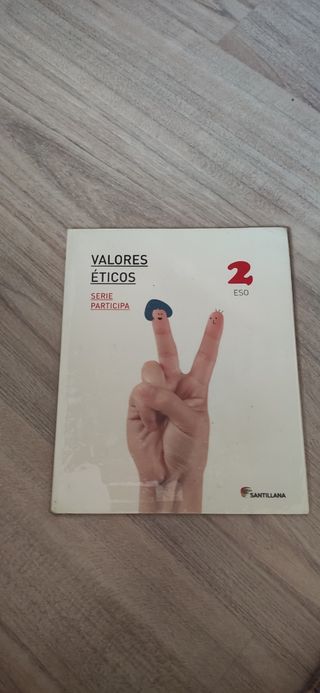 VALORES
ÉTICOS
SERIE
PARTICIPA
2
ESO
SANTILLANA